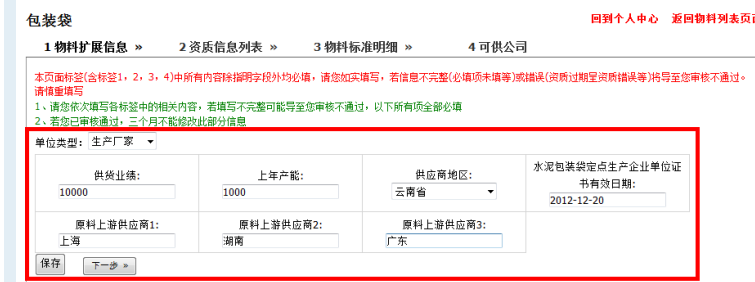 包装袋
回到个人中心 返回物料列表页面
1 物料扩展信息 » 2 资质信息列表 » 3 物料标准明细 » 4 可供公司
本页面标签(含标签1，2，3，4)中所有内容除指明字段外均必填，请您如实填写，若信息不完整(必填项未填等)或错误(资质过期呈资质错误等)将导至您审核不通过。
请慎重填写
1、请您依次填写各标签中的相关内容，若填写不完整可能导至您审核不通过，以下所有项全部必填
2、若您已审核通过，三个月不能修改此部分信息
单位类型: 生产厂家
供货业绩: 上年产能: 供应商地区: 水泥包装袋定点生产企业单位证
书有效日期:
10000 1000 云南省 2012-12-20
原料上游供应商1: 原料上游供应商2: 原料上游供应商3:
上海 湖南 广东
保存 下一步 »